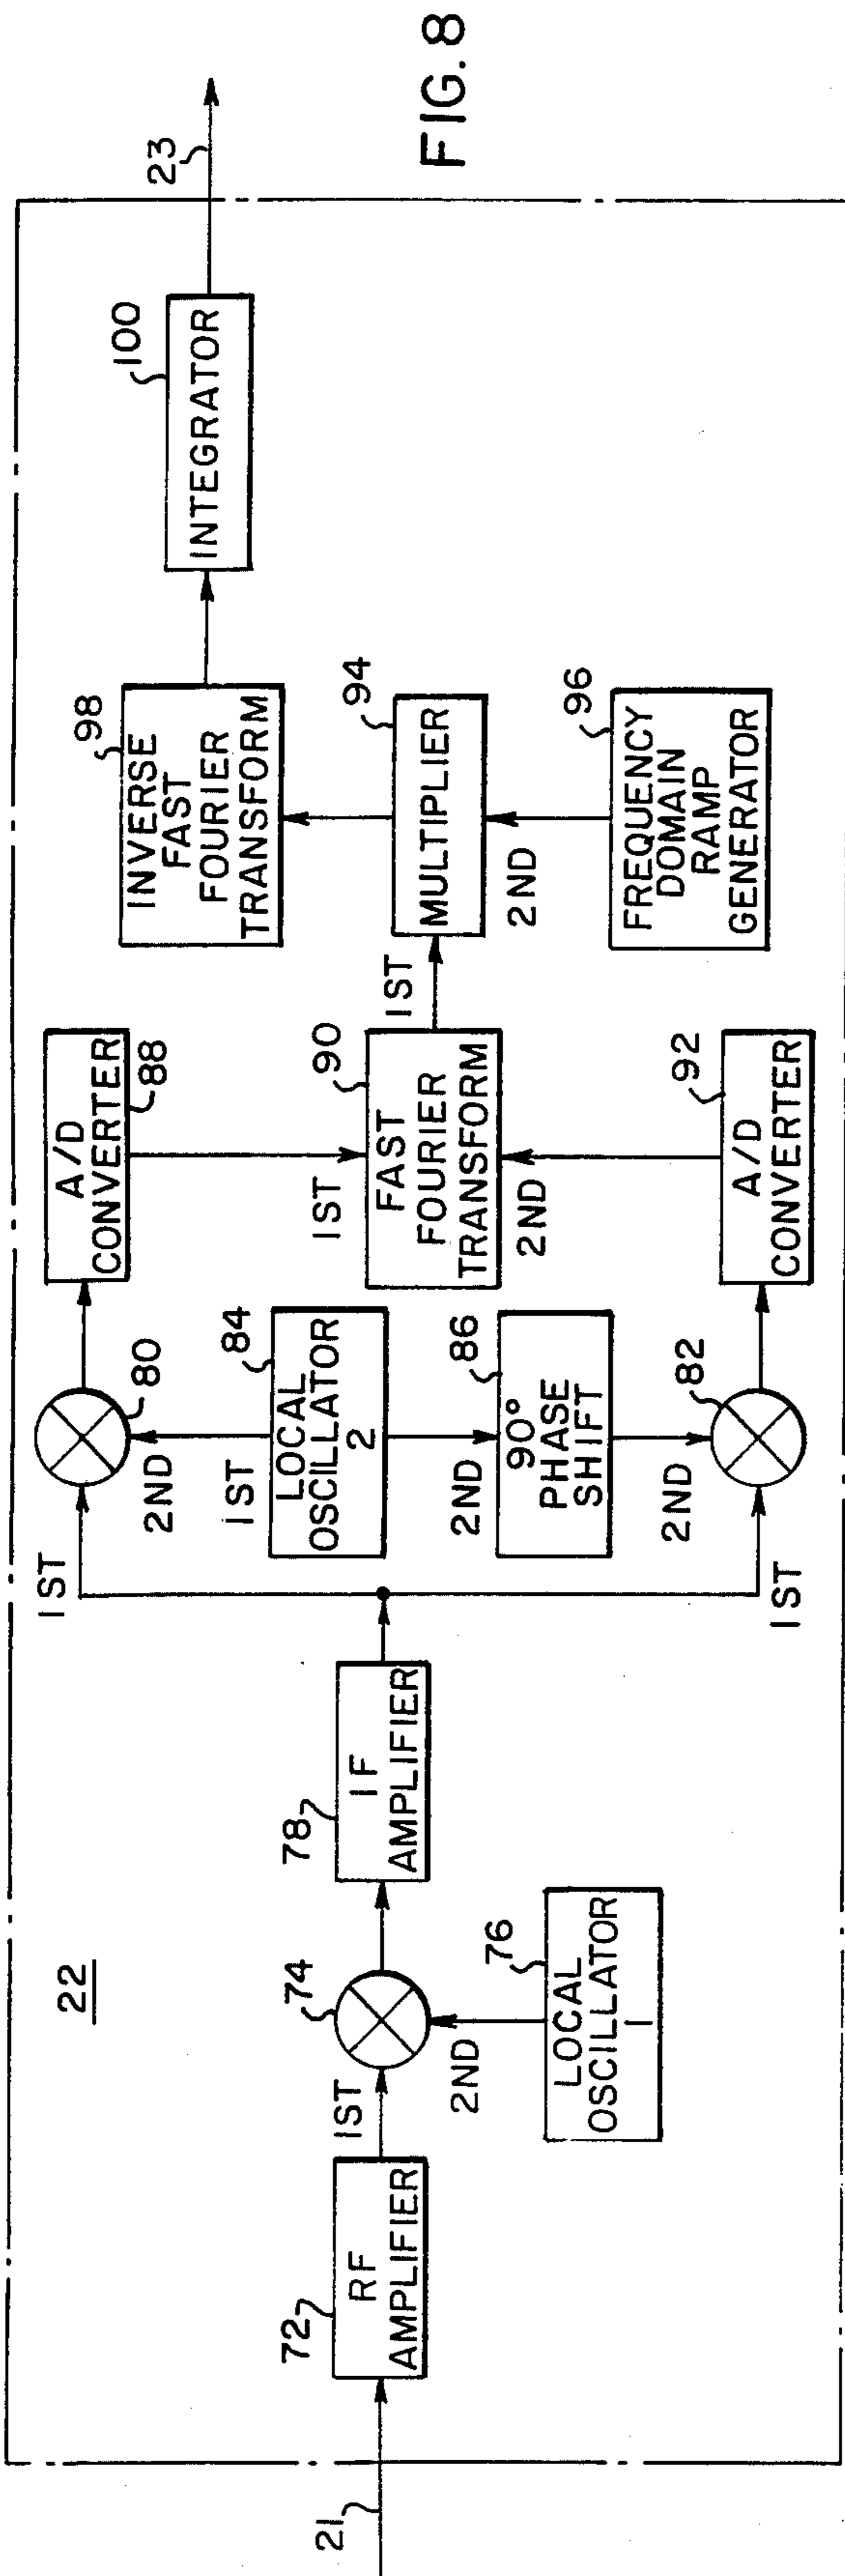 FIG. 8
22
21
72
RF
AMPLIFIER
1ST
74
2ND
76
LOCAL
OSCILLATOR
1
78
IF
AMPLIFIER
1ST
80
2ND
1ST
84
LOCAL
OSCILLATOR
2
2ND
86
90°
PHASE
SHIFT
2ND
82
1ST
A/D
CONVERTER
88
1ST
90
FAST
FOURIER
TRANSFORM
2ND
92
A/D
CONVERTER
1ST
94
MULTIPLIER
2ND
96
FREQUENCY
DOMAIN
RAMP
GENERATOR
98
INVERSE
FAST
FOURIER
TRANSFORM
100
INTEGRATOR
23